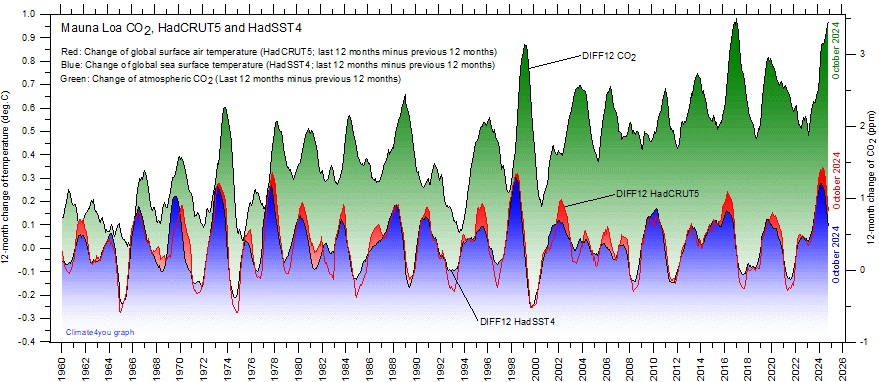 Mauna Loa CO2, HadCRUT5 and HadSST4
Red: Change of global surface air temperature (HadCRUT5; last 12 months minus previous 12 months)
Blue: Change of global sea surface temperature (HadSST4; last 12 months minus previous 12 months)
Green: Change of atmospheric CO2 (Last 12 months minus previous 12 months)
DIFF12 CO2
DIFF12 HadCRUT5
DIFF12 HadSST4
October 2024
October 2024
October 2024
Climate4you graph
12-month change of temperature (deg.C)
1.0
0.9
0.8
0.7
0.6
0.5
0.4
0.3
0.2
0.1
0.0
-0.1
-0.2
-0.3
-0.4
12-month change of CO2 (ppm)
3
2
1
0
-1
1960 1962 1964 1966 1968 1970 1972 1974 1976 1978 1980 1982 1984 1986 1988 1990 1992 1994 1996 1998 2000 2002 2004 2006 2008 2010 2012 2014 2016 2018 2020 2022 2024 2026